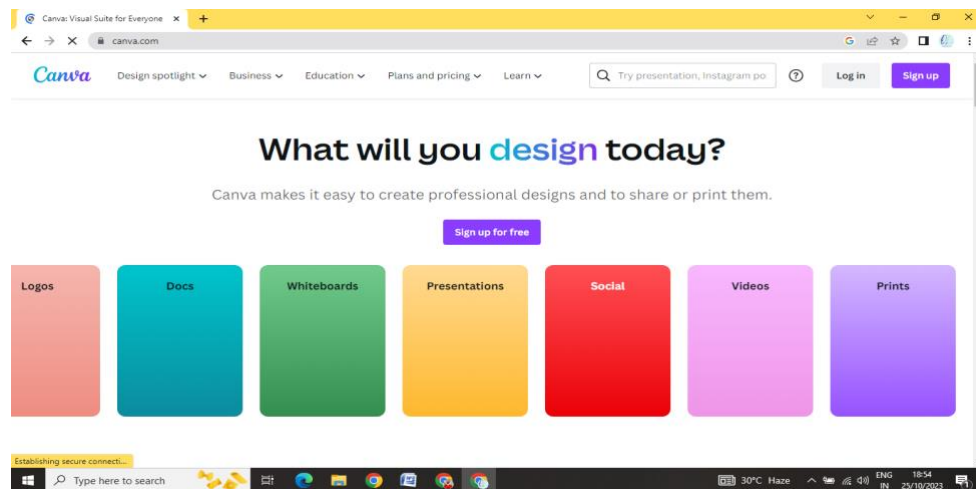 Canva: Visual Suite for Everyone
canva.com
Canva Design spotlight Business Education Plans and pricing Learn Try presentation, Instagram po Log in Sign up
What will you design today?
Canva makes it easy to create professional designs and to share or print them.
Sign up for free
Logos Docs Whiteboards Presentations Social Videos Prints
Establishing secure connecti...
Type here to search 30°C Haze ENG 18:54
IN 25/10/2023